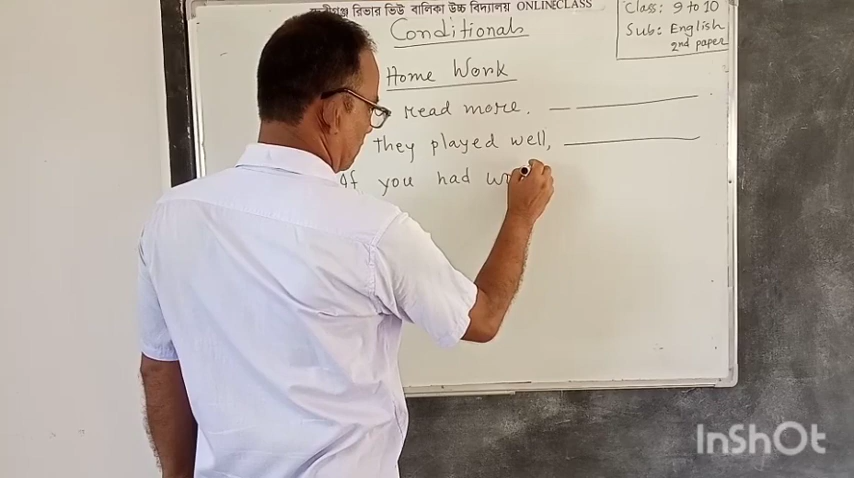 রিভার ভিউ বালিকা উচ্চ বিদ্যালয় ONLINECLASS
Class: 9 to 10
Sub: English
2nd paper
Conditionals
Home Work
read more.
they played well,
If you had
InShOt